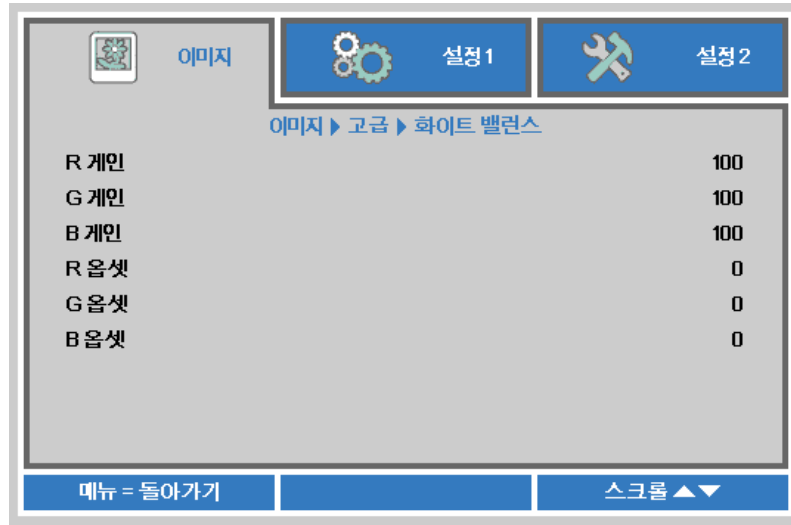 이미지 설정1 설정2
이미지 ▶ 고급 ▶ 화이트 밸런스
R 게인 100
G 게인 100
B 게인 100
R 옵셋 0
G 옵셋 0
B 옵셋 0
메뉴 = 돌아가기 스크롤 ▲▼